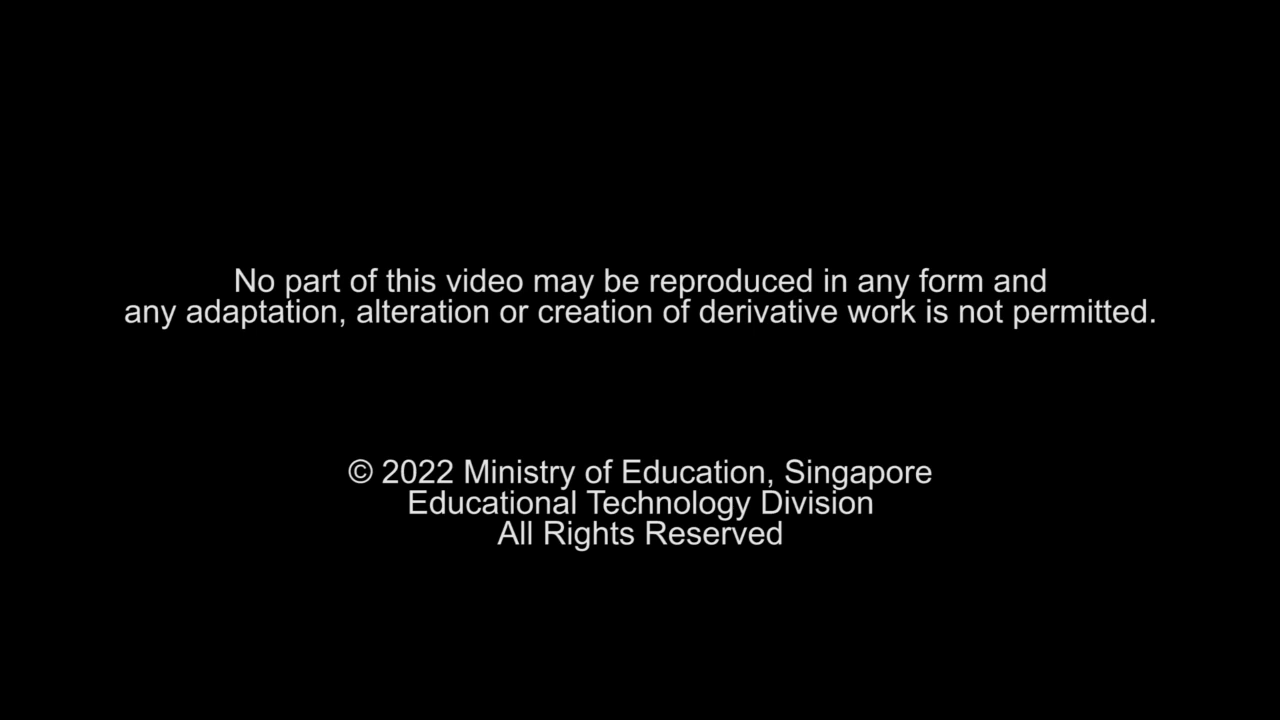 No part of this video may be reproduced in any form and
any adaptation, alteration or creation of derivative work is not permitted.
© 2022 Ministry of Education, Singapore
Educational Technology Division
All Rights Reserved